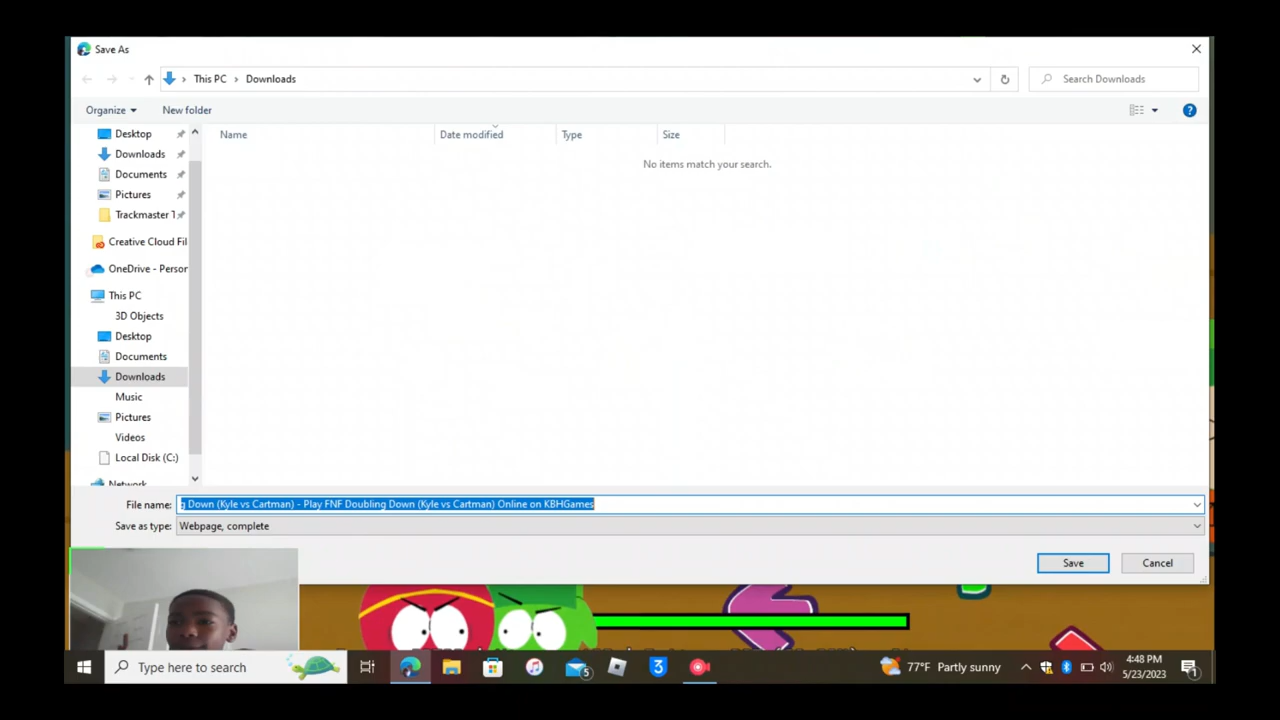 Save As
This PC > Downloads
Search Downloads
Organize
New folder
Name
Date modified
Type
Size
No items match your search.
Desktop
Downloads
Documents
Pictures
Trackmaster T
Creative Cloud Fil
OneDrive - Person
This PC
3D Objects
Desktop
Documents
Downloads
Music
Pictures
Videos
Local Disk (C:)
Network
File name: g Down (Kyle vs Cartman) - Play FNF Doubling Down (Kyle vs Cartman) Online on KBHGames
Save as type: Webpage, complete
Save
Cancel
Type here to search
5
3
77°F Partly sunny
4:48 PM
5/23/2023
1